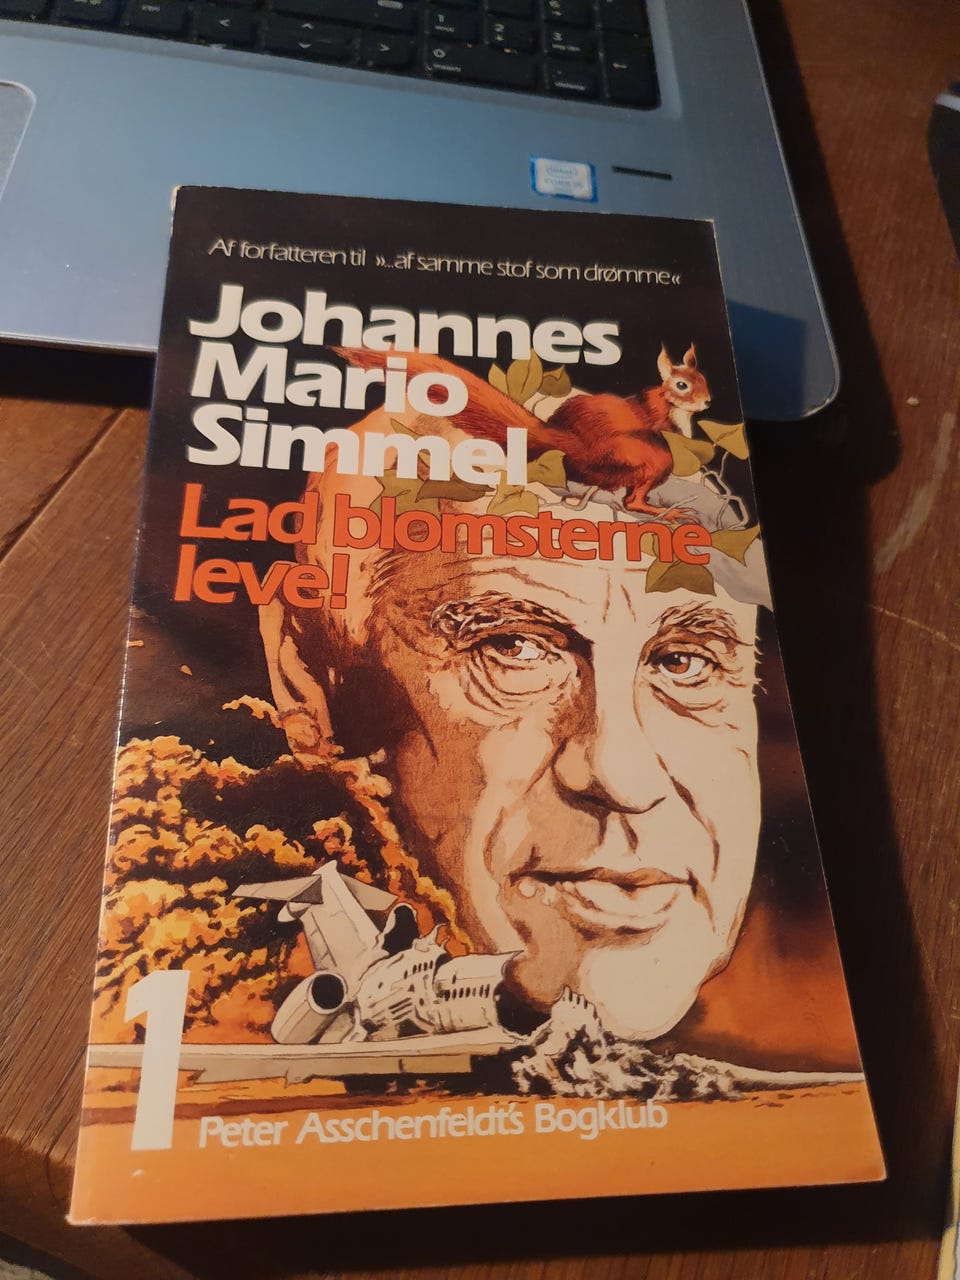 Af forfatteren til »...af samme stof som drømme«
Johannes
Mario
Simmel
Lad blomsterne
leve!
1
Peter Asschenfeldt's Bogklub